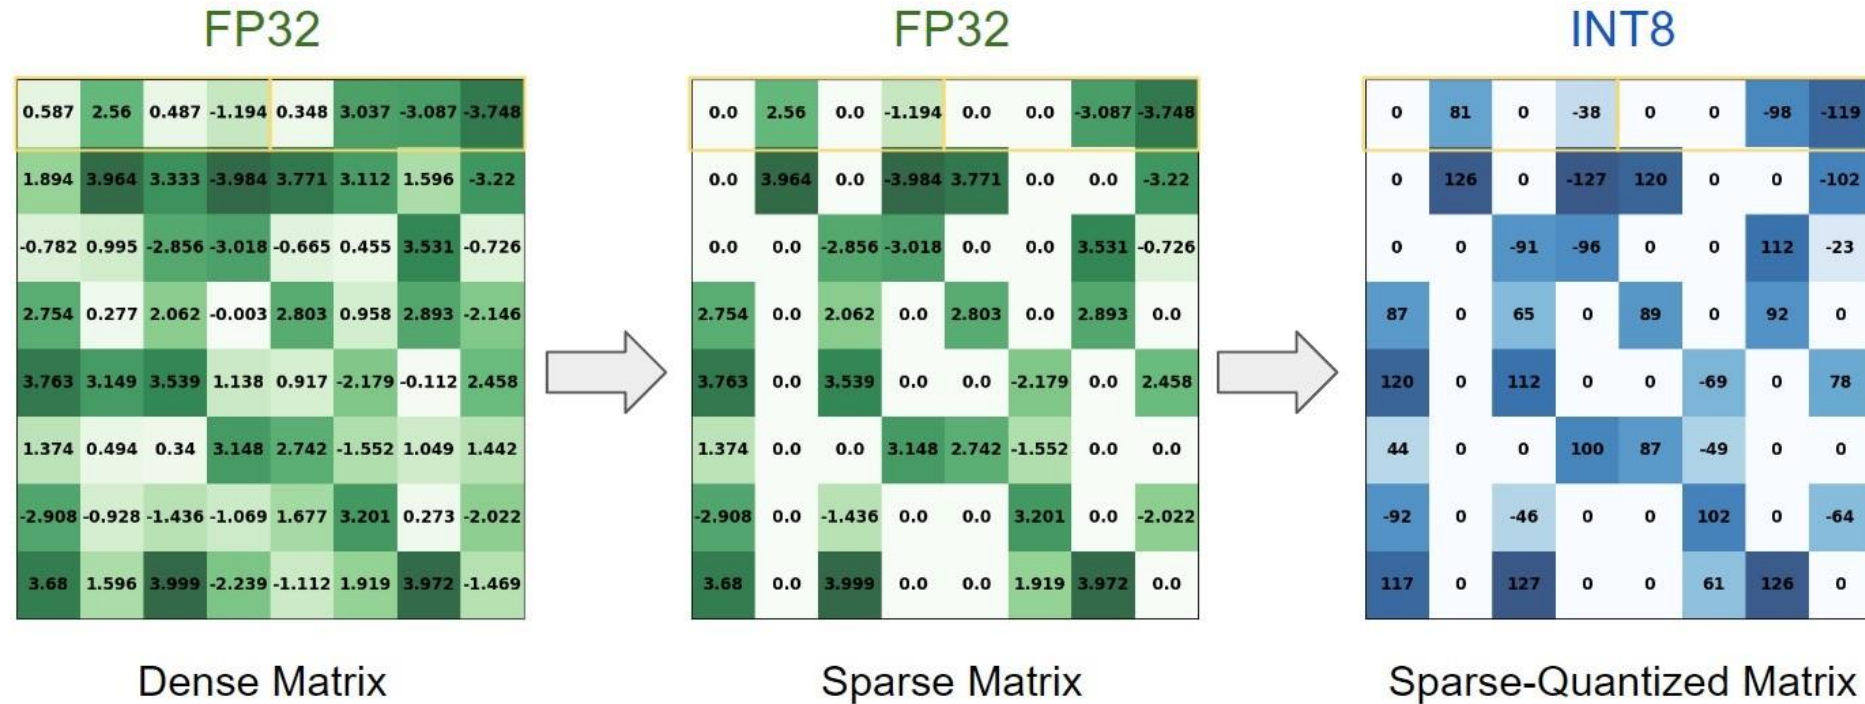 FP32 FP32 INT8
0.587 2.56 0.487 -1.194 0.348 3.037 -3.087 -3.748 0.0 2.56 0.0 -1.194 0.0 0.0 -3.087 -3.748 0 81 0 -38 0 0 -98 -119
1.894 3.964 3.333 -3.984 3.771 3.112 1.596 -3.22 0.0 3.964 0.0 -3.984 3.771 0.0 0.0 -3.22 0 126 0 -127 120 0 0 -102
-0.782 0.995 -2.856 -3.018 -0.665 0.455 3.531 -0.726 0.0 0.0 -2.856 -3.018 0.0 0.0 3.531 -0.726 0 0 -91 -96 0 0 112 -23
2.754 0.277 2.062 -0.003 2.803 0.958 2.893 -2.146 2.754 0.0 2.062 0.0 2.803 0.0 2.893 0.0 87 0 65 0 89 0 92 0
3.763 3.149 3.539 1.138 0.917 -2.179 -0.112 2.458 3.763 0.0 3.539 0.0 0.0 -2.179 0.0 2.458 120 0 112 0 0 -69 0 78
1.374 0.494 0.34 3.148 2.742 -1.552 1.049 1.442 1.374 0.0 0.0 3.148 2.742 -1.552 0.0 0.0 44 0 0 100 87 -49 0 0
-2.908 -0.928 -1.436 -1.069 1.677 3.201 0.273 -2.022 -2.908 0.0 -1.436 0.0 0.0 3.201 0.0 -2.022 -92 0 -46 0 0 102 0 -64
3.68 1.596 3.999 -2.239 -1.112 1.919 3.972 -1.469 3.68 0.0 3.999 0.0 0.0 1.919 3.972 0.0 117 0 127 0 0 61 126 0
Dense Matrix Sparse Matrix Sparse-Quantized Matrix